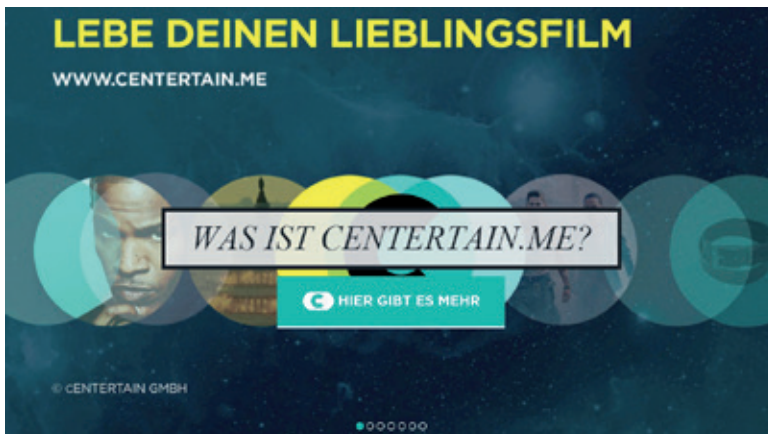 LEBE DEINEN LIEBLINGSFILM
WWW.CENTERTAIN.ME
WAS IST CENTERTAIN.ME?
C HIER GIBT ES MEHR
© CENTERTAIN GMBH